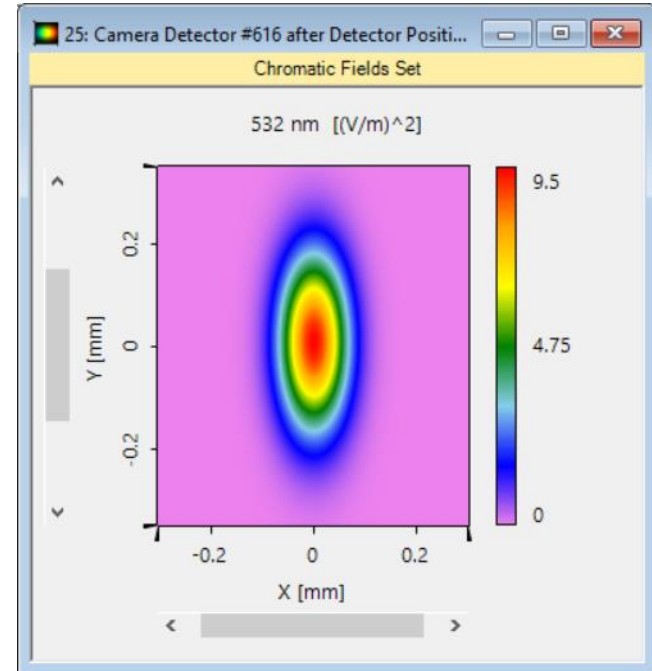 25: Camera Detector #616 after Detector Positi...
Chromatic Fields Set
532 nm [(V/m)^2]
9.5
4.75
0
Y [mm]
0.2
0
-0.2
-0.2
0
0.2
X [mm]